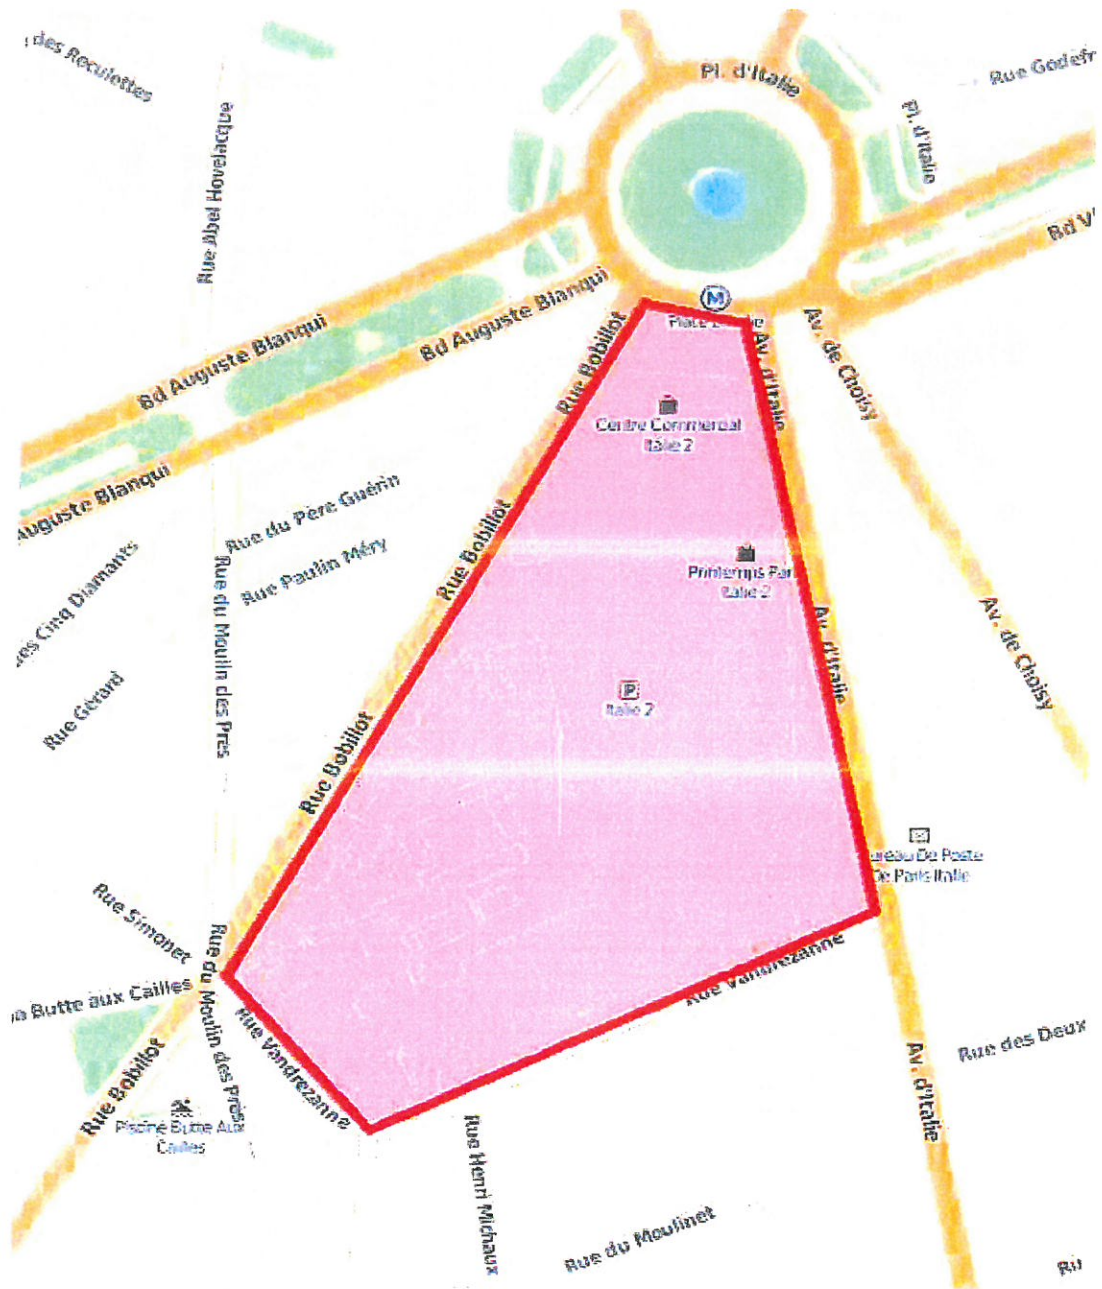 des Reculettes
Pl. d'Italie
Rue Godefr
Pl. d'Italie
Rue Abel Hovelacque
Bd V
Bd Auguste Blanqui
Bd Auguste Blanqui
M
Av. de Choisy
Rue Bobillot
Av. d'Italie
Centre Commercial
Italie 2
Auguste Blanqui
Rue du Père Guérin
Rue Bobillot
Rue Paulin Méry
Printemps Par
Italie 2
Cinq Diamants
Rue du Moulin des Prés
Av. d'Italie
Av. de Choisy
Rue Gérard
P
Italie 2
Rue Bobillot
reau De Poste
De Paris Italie
Rue Simonet
Rue du Moulin des Prés
Rue Vandrezanne
a Butte aux Cailles
Rue Vandrezanne
Rue Bobillot
Rue des Deux
Av. d'Italie
Piscine Butte Aux
Cailles
Rue Henri Michaux
Rue du Moulinet